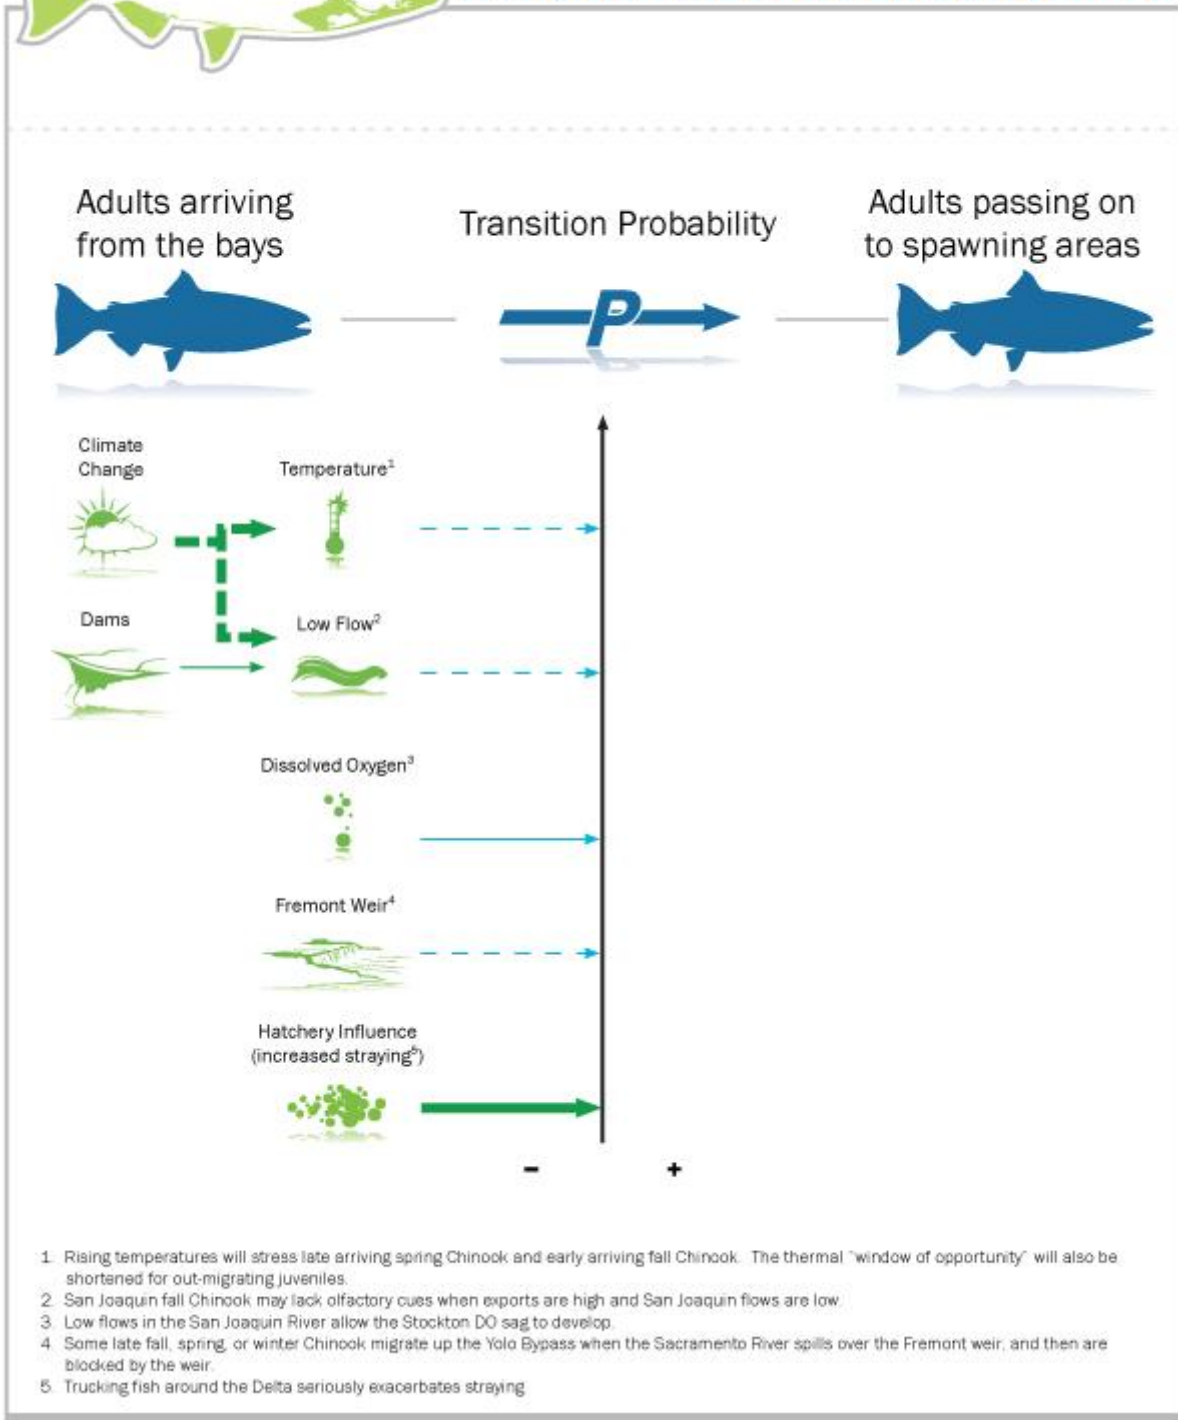 Adults arriving
from the bays
Transition Probability
Adults passing on
to spawning areas
P
Climate
Change
Temperature¹
Dams
Low Flow²
Dissolved Oxygen³
Fremont Weir⁴
Hatchery Influence
(increased straying⁵)
- +
1. Rising temperatures will stress late arriving spring Chinook and early arriving fall Chinook. The thermal "window of opportunity" will also be
shortened for out-migrating juveniles.
2. San Joaquin fall Chinook may lack olfactory cues when exports are high and San Joaquin flows are low.
3. Low flows in the San Joaquin River allow the Stockton DO sag to develop.
4. Some late fall, spring, or winter Chinook migrate up the Yolo Bypass when the Sacramento River spills over the Fremont weir, and then are
blocked by the weir.
5. Trucking fish around the Delta seriously exacerbates straying